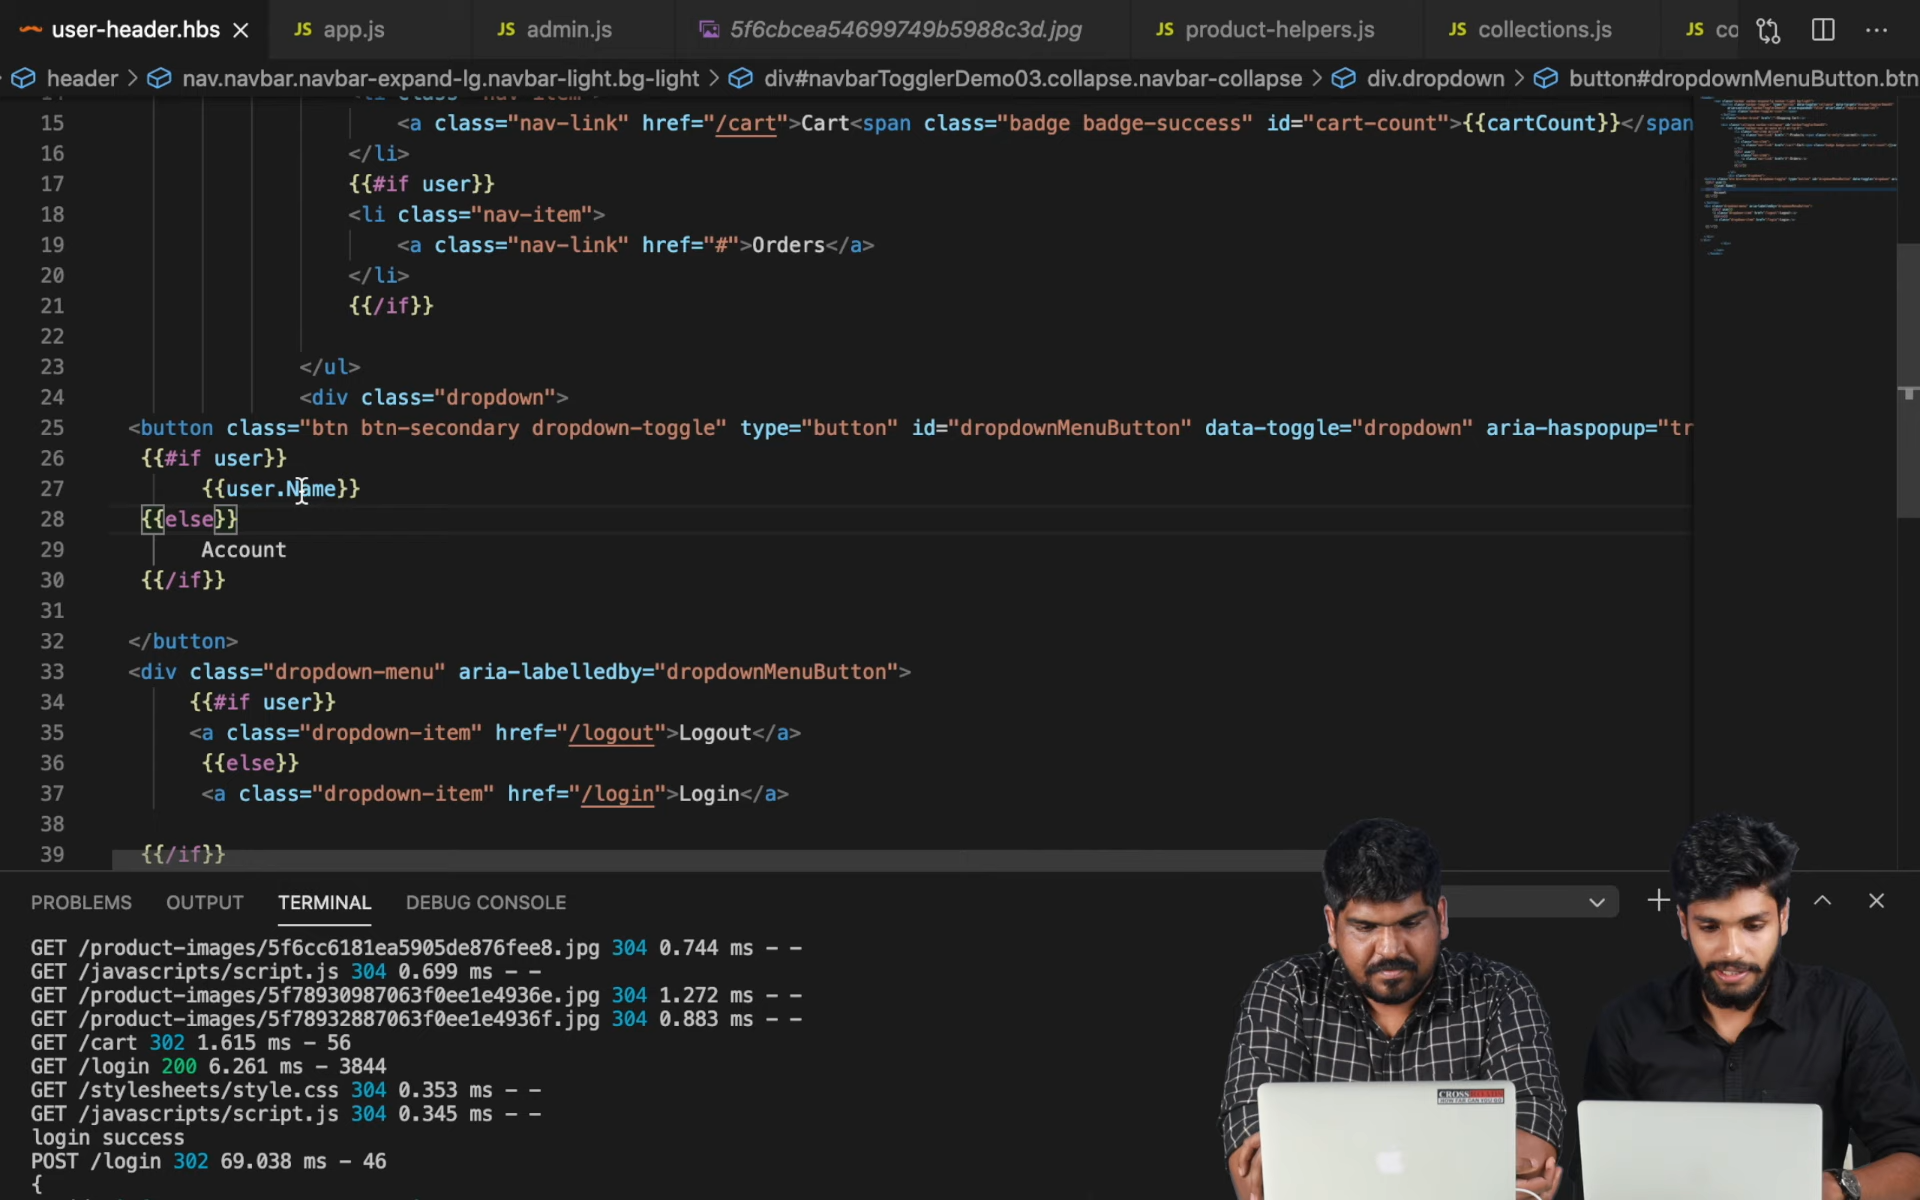 user-header.hbs
JS app.js
JS admin.js
5f6cbcea54699749b5988c3d.jpg
JS product-helpers.js
JS collections.js
JS co
header > nav.navbar.navbar-expand-lg.navbar-light.bg-light > div#navbarTogglerDemo03.collapse.navbar-collapse > div.dropdown > button#dropdownMenuButton.btn
15 <a class="nav-link" href="/cart">Cart<span class="badge badge-success" id="cart-count">{{cartCount}}</span
16 </li>
17 {{#if user}}
18 <li class="nav-item">
19 <a class="nav-link" href="#">Orders</a>
20 </li>
21 {{/if}}
22
23 </ul>
24 <div class="dropdown">
25 <button class="btn btn-secondary dropdown-toggle" type="button" id="dropdownMenuButton" data-toggle="dropdown" aria-haspopup="tr
26 {{#if user}}
27 {{user.Name}}
28 {{else}}
29 Account
30 {{/if}}
31
32 </button>
33 <div class="dropdown-menu" aria-labelledby="dropdownMenuButton">
34 {{#if user}}
35 <a class="dropdown-item" href="/logout">Logout</a>
36 {{else}}
37 <a class="dropdown-item" href="/login">Login</a>
38
39 {{/if}}
PROBLEMS OUTPUT TERMINAL DEBUG CONSOLE
GET /product-images/5f6cc6181ea5905de876fee8.jpg 304 0.744 ms - -
GET /javascripts/script.js 304 0.699 ms - -
GET /product-images/5f78930987063f0ee1e4936e.jpg 304 1.272 ms - -
GET /product-images/5f78932887063f0ee1e4936f.jpg 304 0.883 ms - -
GET /cart 302 1.615 ms - 56
GET /login 200 6.261 ms - 3844
GET /stylesheets/style.css 304 0.353 ms - -
GET /javascripts/script.js 304 0.345 ms - -
login success
POST /login 302 69.038 ms - 46
{
CROSS